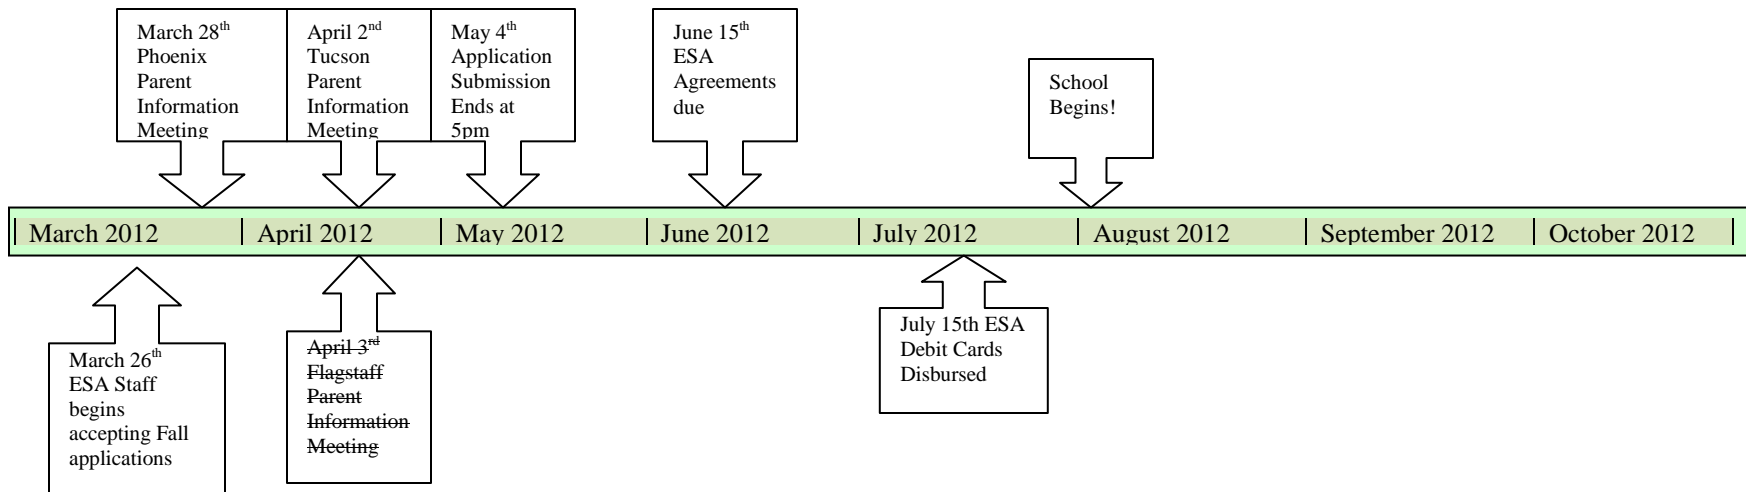 March 28th
Phoenix
Parent
Information
Meeting
April 2nd
Tucson
Parent
Information
Meeting
May 4th
Application
Submission
Ends at
5pm
June 15th
ESA
Agreements
due
School
Begins!
March 2012
April 2012
May 2012
June 2012
July 2012
August 2012
September 2012
October 2012
March 26th
ESA Staff
begins
accepting Fall
applications
April 3rd
Flagstaff
Parent
Information
Meeting
July 15th ESA
Debit Cards
Disbursed